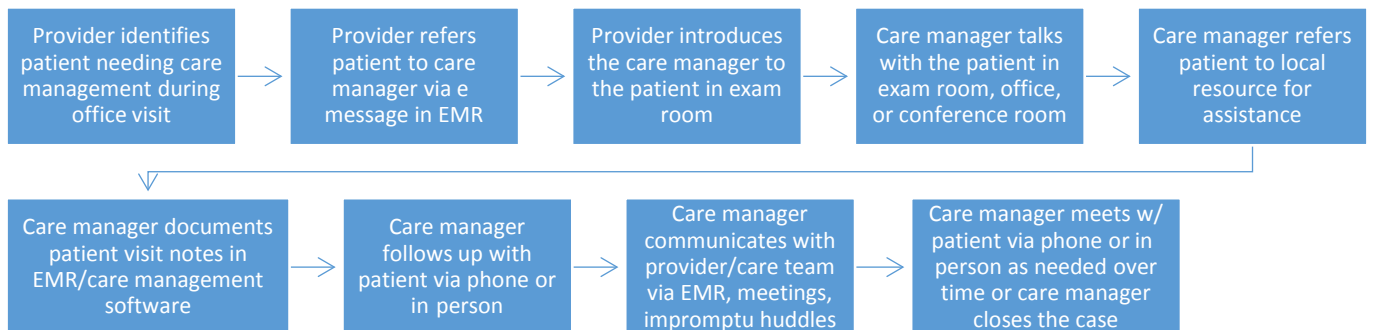 Provider identifies
patient needing care
management during
office visit
Provider refers
patient to care
manager via e
message in EMR
Provider introduces
the care manager to
the patient in exam
room
Care manager talks
with the patient in
exam room, office,
or conference room
Care manager refers
patient to local
resource for
assistance
Care manager documents
patient visit notes in
EMR/care management
software
Care manager
follows up with
patient via phone or
in person
Care manager
communicates with
provider/care team
via EMR, meetings,
impromptu huddles
Care manager meets w/
patient via phone or in
person as needed over
time or care manager
closes the case